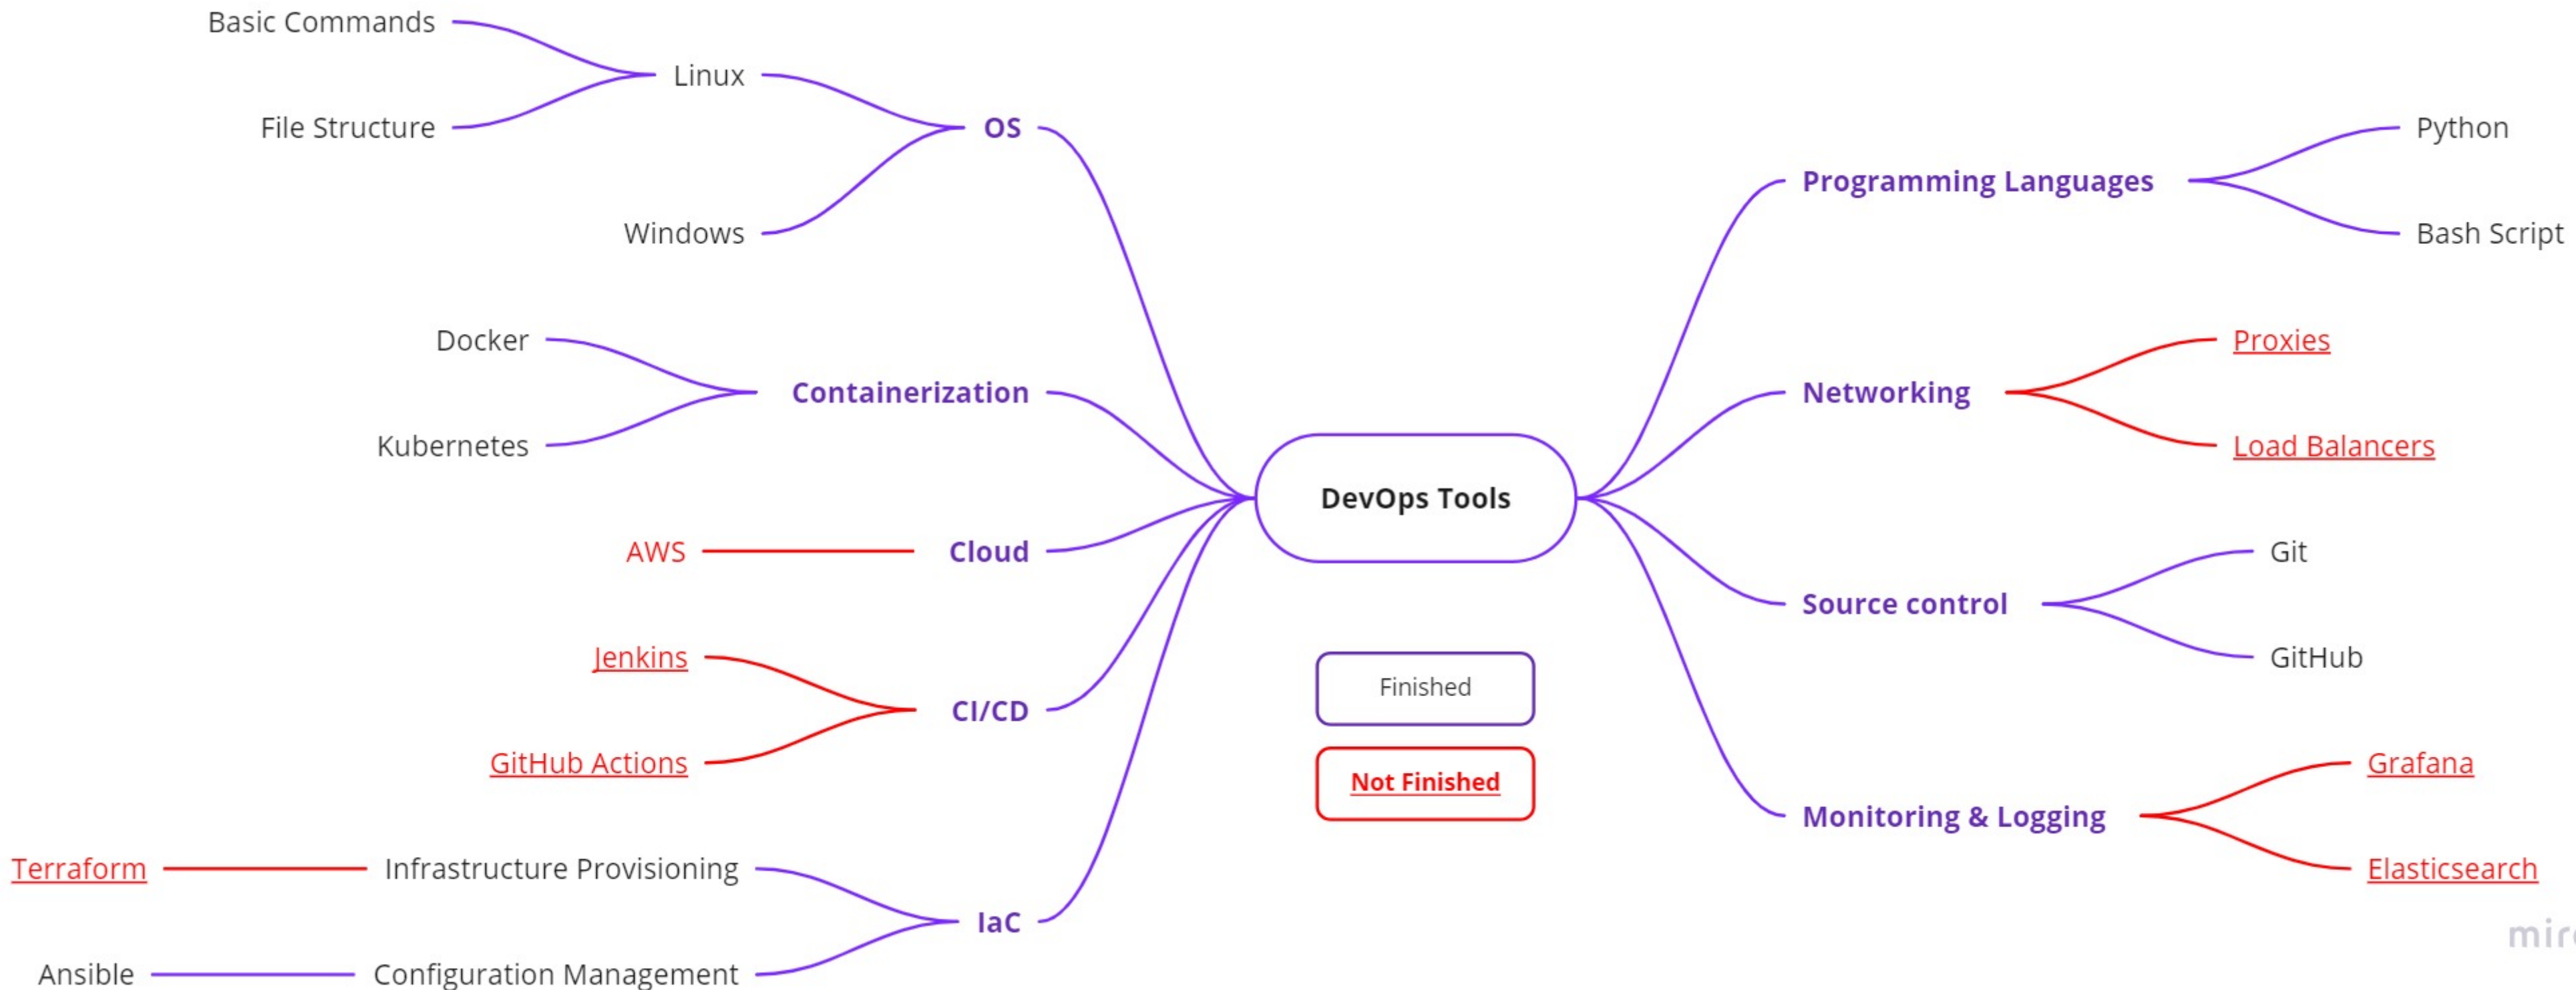 Basic Commands
Linux
File Structure
OS
Windows
Docker
Containerization
Kubernetes
AWS
Cloud
Jenkins
CI/CD
GitHub Actions
Terraform
Infrastructure Provisioning
IaC
Ansible
Configuration Management
DevOps Tools
Finished
Not Finished
Programming Languages
Python
Bash Script
Networking
Proxies
Load Balancers
Source control
Git
GitHub
Monitoring & Logging
Grafana
Elasticsearch